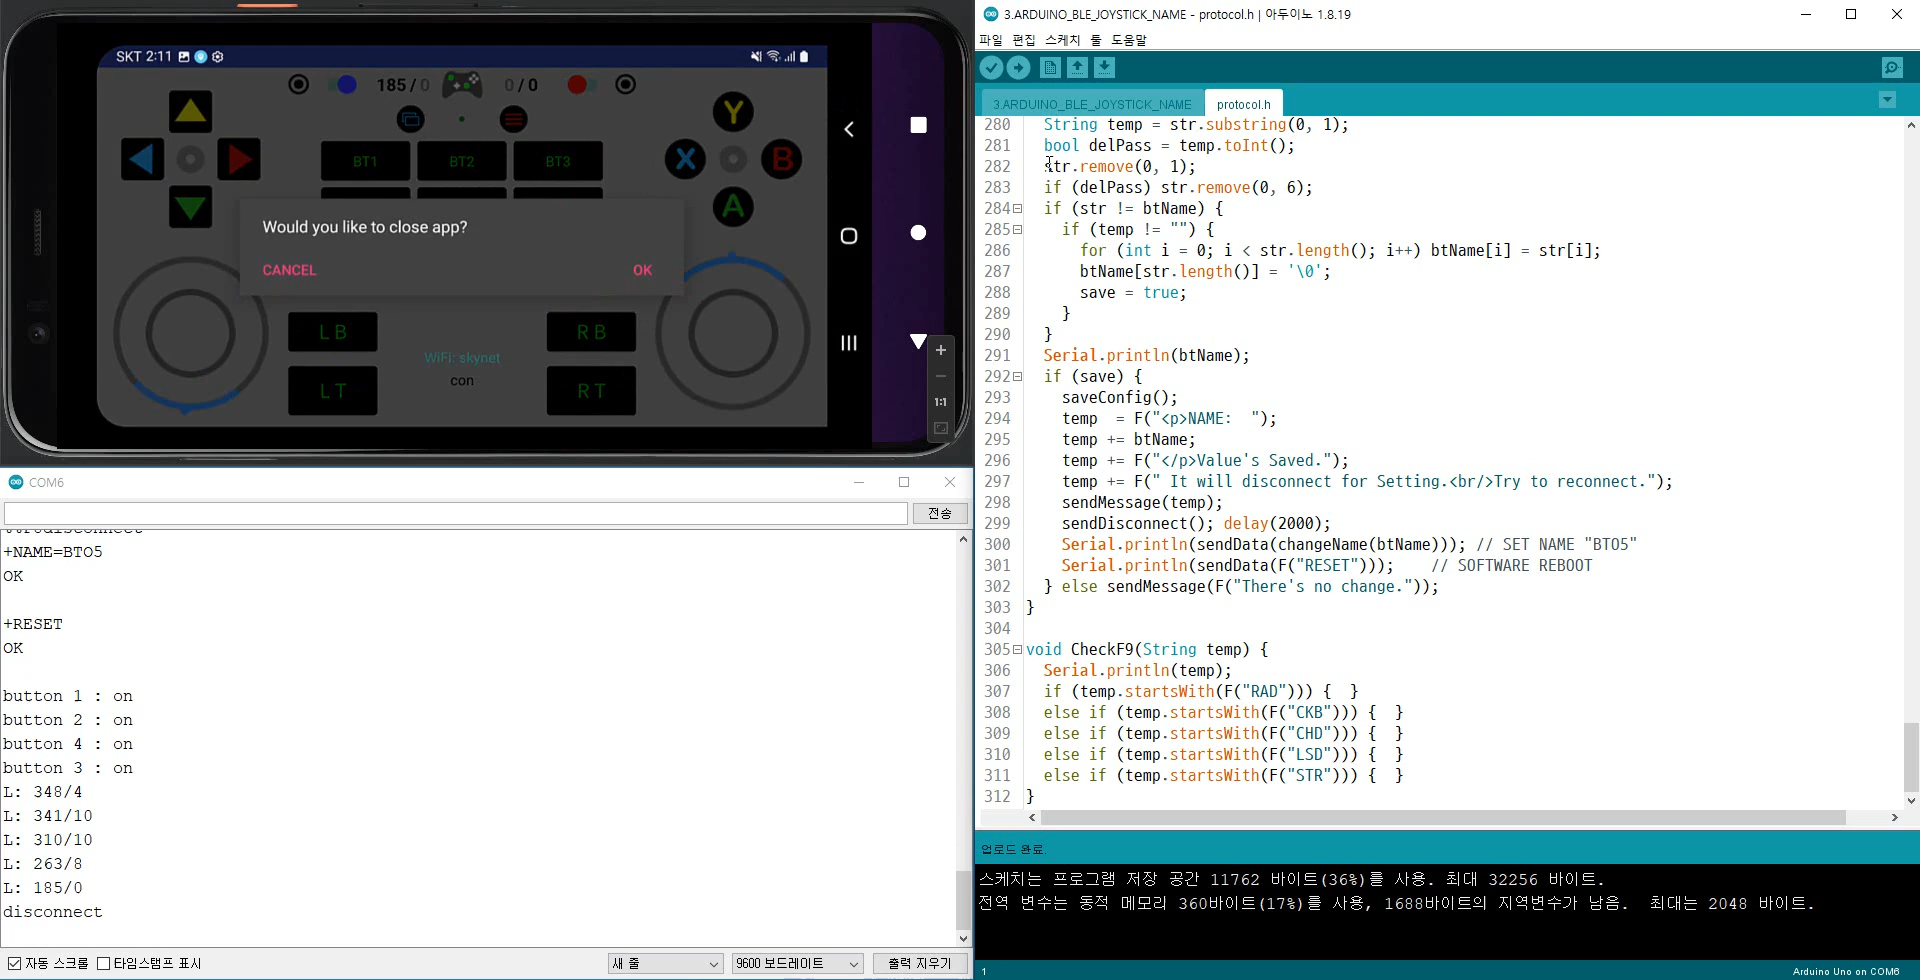 SKT 2:11
185 / 0
0 / 0
Y
X
B
A
BT1
BT2
BT3
Would you like to close app?
CANCEL
OK
LB
RB
WiFi: skynet
con
LT
RT
1:1
COM6
전송
+NAME=BTO5
OK
+RESET
OK
button 1 : on
button 2 : on
button 4 : on
button 3 : on
L: 348/4
L: 341/10
L: 310/10
L: 263/8
L: 185/0
disconnect
자동 스크롤
타임스탬프 표시
새 줄
9600 보드레이트
출력 지우기
3.ARDUINO_BLE_JOYSTICK_NAME - protocol.h | 아두이노 1.8.19
파일 편집 스케치 툴 도움말
3.ARDUINO_BLE_JOYSTICK_NAME
protocol.h
280 String temp = str.substring(0, 1);
281 bool delPass = temp.toInt();
282 str.remove(0, 1);
283 if (delPass) str.remove(0, 6);
284 if (str != btName) {
285 if (temp != "") {
286 for (int i = 0; i < str.length(); i++) btName[i] = str[i];
287 btName[str.length()] = '\0';
288 save = true;
289 }
290 }
291 Serial.println(btName);
292 if (save) {
293 saveConfig();
294 temp  = F("<p>NAME:  ");
295 temp += btName;
296 temp += F("</p>Value's Saved.");
297 temp += F(" It will disconnect for Setting.<br/>Try to reconnect.");
298 sendMessage(temp);
299 sendDisconnect(); delay(2000);
300 Serial.println(sendData(changeName(btName))); // SET NAME "BTO5"
301 Serial.println(sendData(F("RESET")));    // SOFTWARE REBOOT
302 } else sendMessage(F("There's no change."));
303 }
304
305 void CheckF9(String temp) {
306 Serial.println(temp);
307 if (temp.startsWith(F("RAD"))) {  }
308 else if (temp.startsWith(F("CKB"))) {  }
309 else if (temp.startsWith(F("CHD"))) {  }
310 else if (temp.startsWith(F("LSD"))) {  }
311 else if (temp.startsWith(F("STR"))) {  }
312 }
업로드 완료.
스케치는 프로그램 저장 공간 11762 바이트(36%)를 사용. 최대 32256 바이트.
전역 변수는 동적 메모리 360바이트(17%)를 사용, 1688바이트의 지역변수가 남음.  최대는 2048 바이트.
1
Arduino Uno on COM6